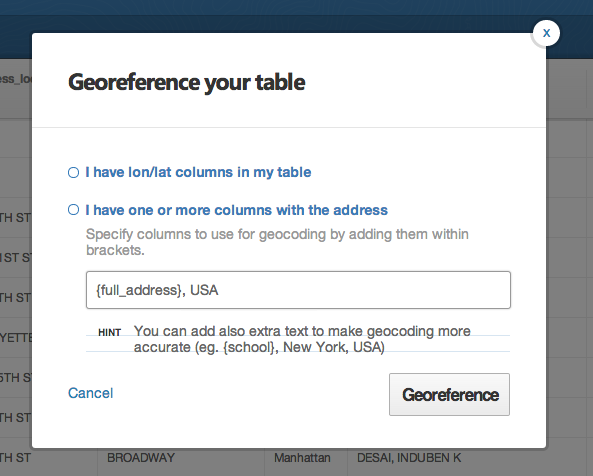 x
ess_loc
Georeference your table
I have lon/lat columns in my table
I have one or more columns with the address
Specify columns to use for geocoding by adding them within
brackets.
TH ST
1ST S
{full_address}, USA
TH ST
HINT You can add also extra text to make geocoding more
accurate (eg. {school}, New York, USA)
YETTE
5TH S
Cancel
Georeference
TH ST
TH ST BROADWAY Manhattan DESAI, INDUBEN K